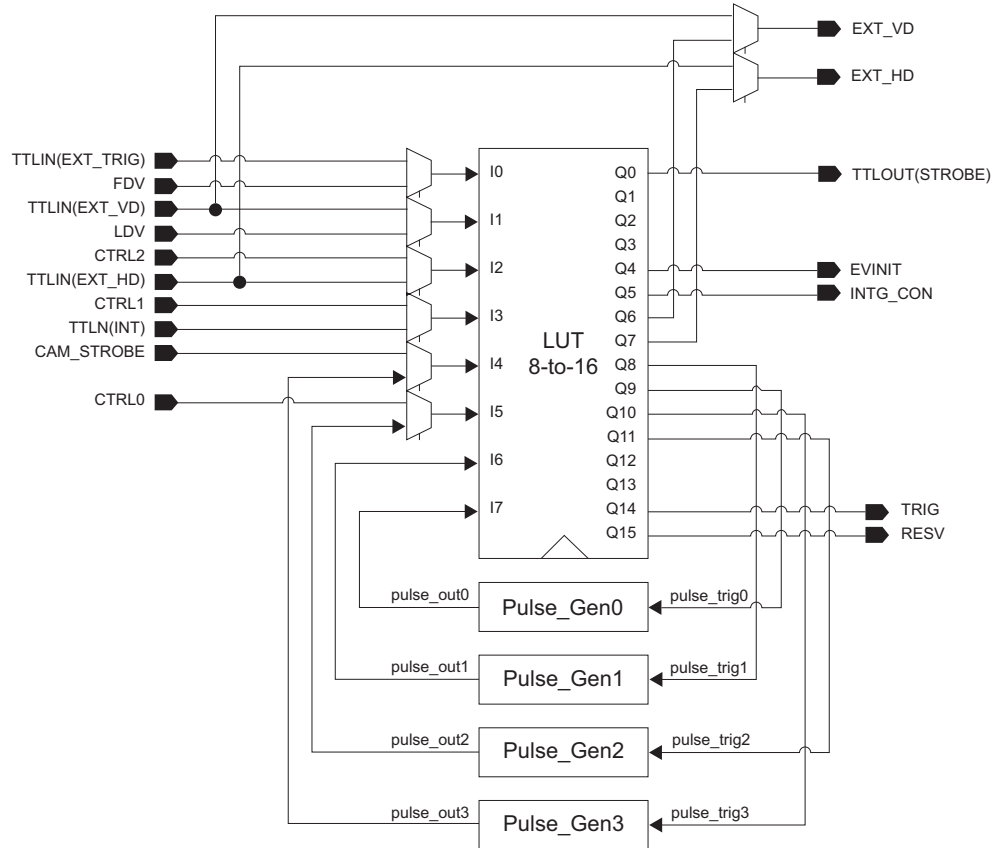 EXT_VD
EXT_HD
TTLIN(EXT_TRIG)
FDV
TTLIN(EXT_VD)
LDV
CTRL2
TTLIN(EXT_HD)
CTRL1
TTLN(INT)
CAM_STROBE
CTRL0
I0
I1
I2
I3
I4
I5
I6
I7
LUT
8-to-16
Q0
Q1
Q2
Q3
Q4
Q5
Q6
Q7
Q8
Q9
Q10
Q11
Q12
Q13
Q14
Q15
TTLOUT(STROBE)
EVINIT
INTG_CON
TRIG
RESV
pulse_out0
Pulse_Gen0
pulse_trig0
pulse_out1
Pulse_Gen1
pulse_trig1
pulse_out2
Pulse_Gen2
pulse_trig2
pulse_out3
Pulse_Gen3
pulse_trig3